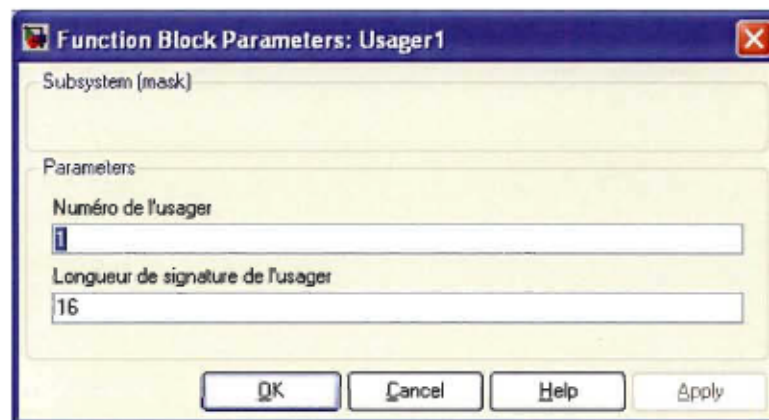 Function Block Parameters: Usager1
Subsystem (mask)
Parameters
Numéro de l'usager
1
Longueur de signature de l'usager
16
OK Cancel Help Apply